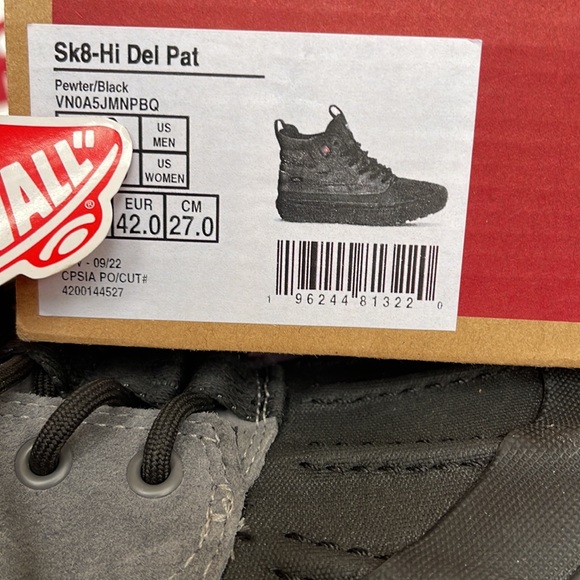 Sk8-Hi Del Pat
Pewter/Black
VN0A5JMNPBQ
US
MEN
US
WOMEN
EUR CM
42.0 27.0
- 09/22
CPSIA PO/CUT#
4200144527
1 96244 81322 0
WALL"
®